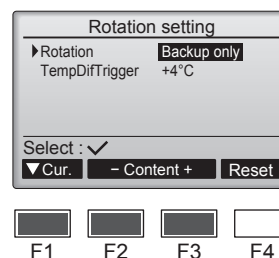 Rotation setting
Rotation Backup only
TempDifTrigger +4°C
Select :
Cur. − Content + Reset
F1 F2 F3 F4